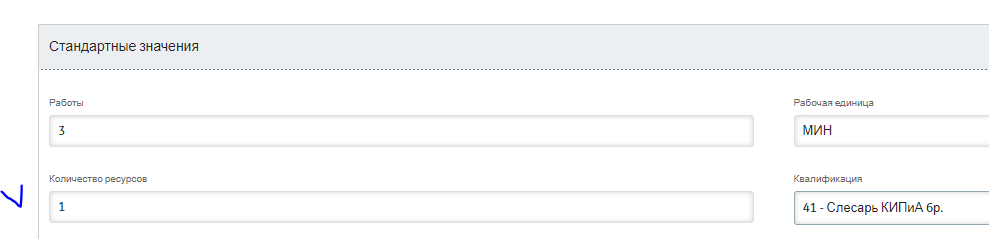 Стандартные значения
Работы
Рабочая единица
3
МИН
Количество ресурсов
Квалификация
1
41 - Слесарь КИПиА 6р.